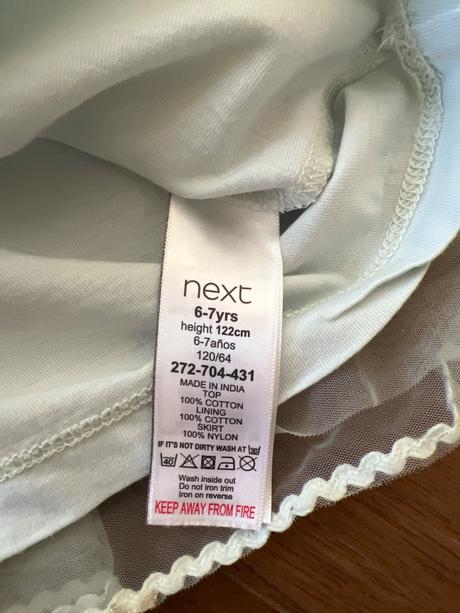 next
6-7yrs
height 122cm
6-7años
120/64
272-704-431
MADE IN INDIA
TOP
100% COTTON
LINING
100% COTTON
SKIRT
100% NYLON
IF IT'S NOT DIRTY WASH AT 30
40
Wash inside out
Do not iron trim
Iron on reverse
KEEP AWAY FROM FIRE